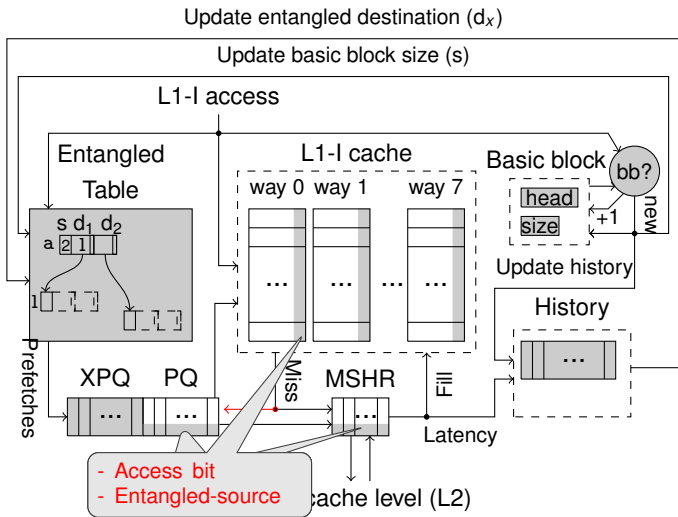 Update entangled destination (dx)
Update basic block size (s)
L1-I access
Entangled
Table
L1-I cache
Basic block
bb?
way 0 way 1 way 7
head
size
+1
new
s d1 d2
a 2 l
l
... ... ... ...
Update history
History
...
Prefetches
XPQ PQ
... ...
Miss
MSHR
...
Fill
Latency
- Access bit
- Entangled-source
cache level (L2)